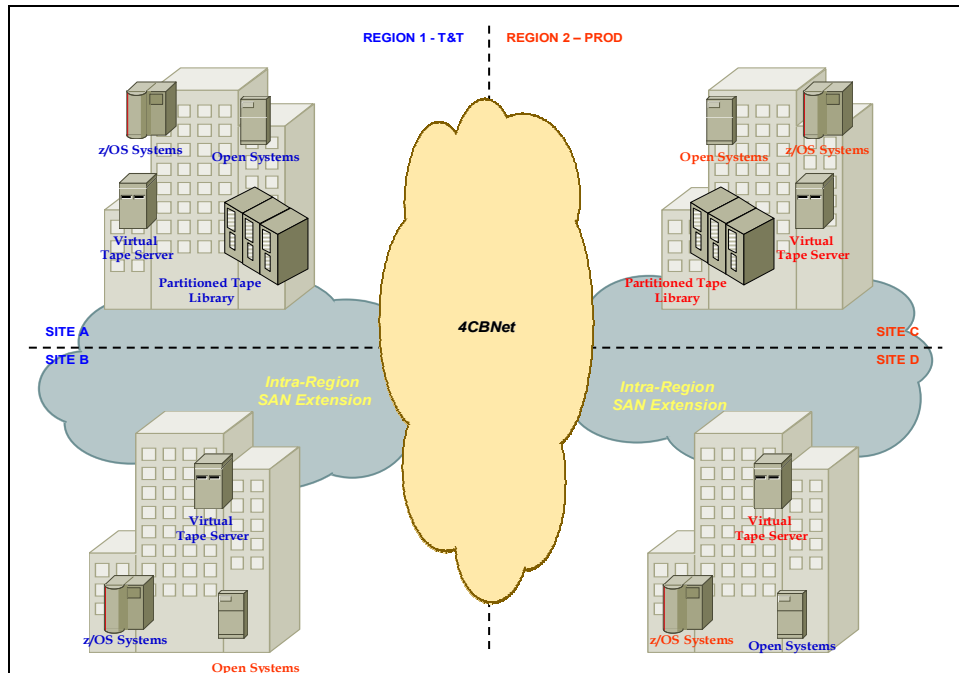 REGION 1 - T&T
REGION 2 – PROD
z/OS Systems
Open Systems
Virtual
Tape Server
Partitioned Tape
Library
Open Systems
z/OS Systems
Virtual
Tape Server
Partitioned Tape
Library
4CBNet
SITE A
SITE B
SITE C
SITE D
Intra-Region
SAN Extension
Intra-Region
SAN Extension
Virtual
Tape Server
z/OS Systems
Open Systems
Virtual
Tape Server
z/OS Systems
Open Systems